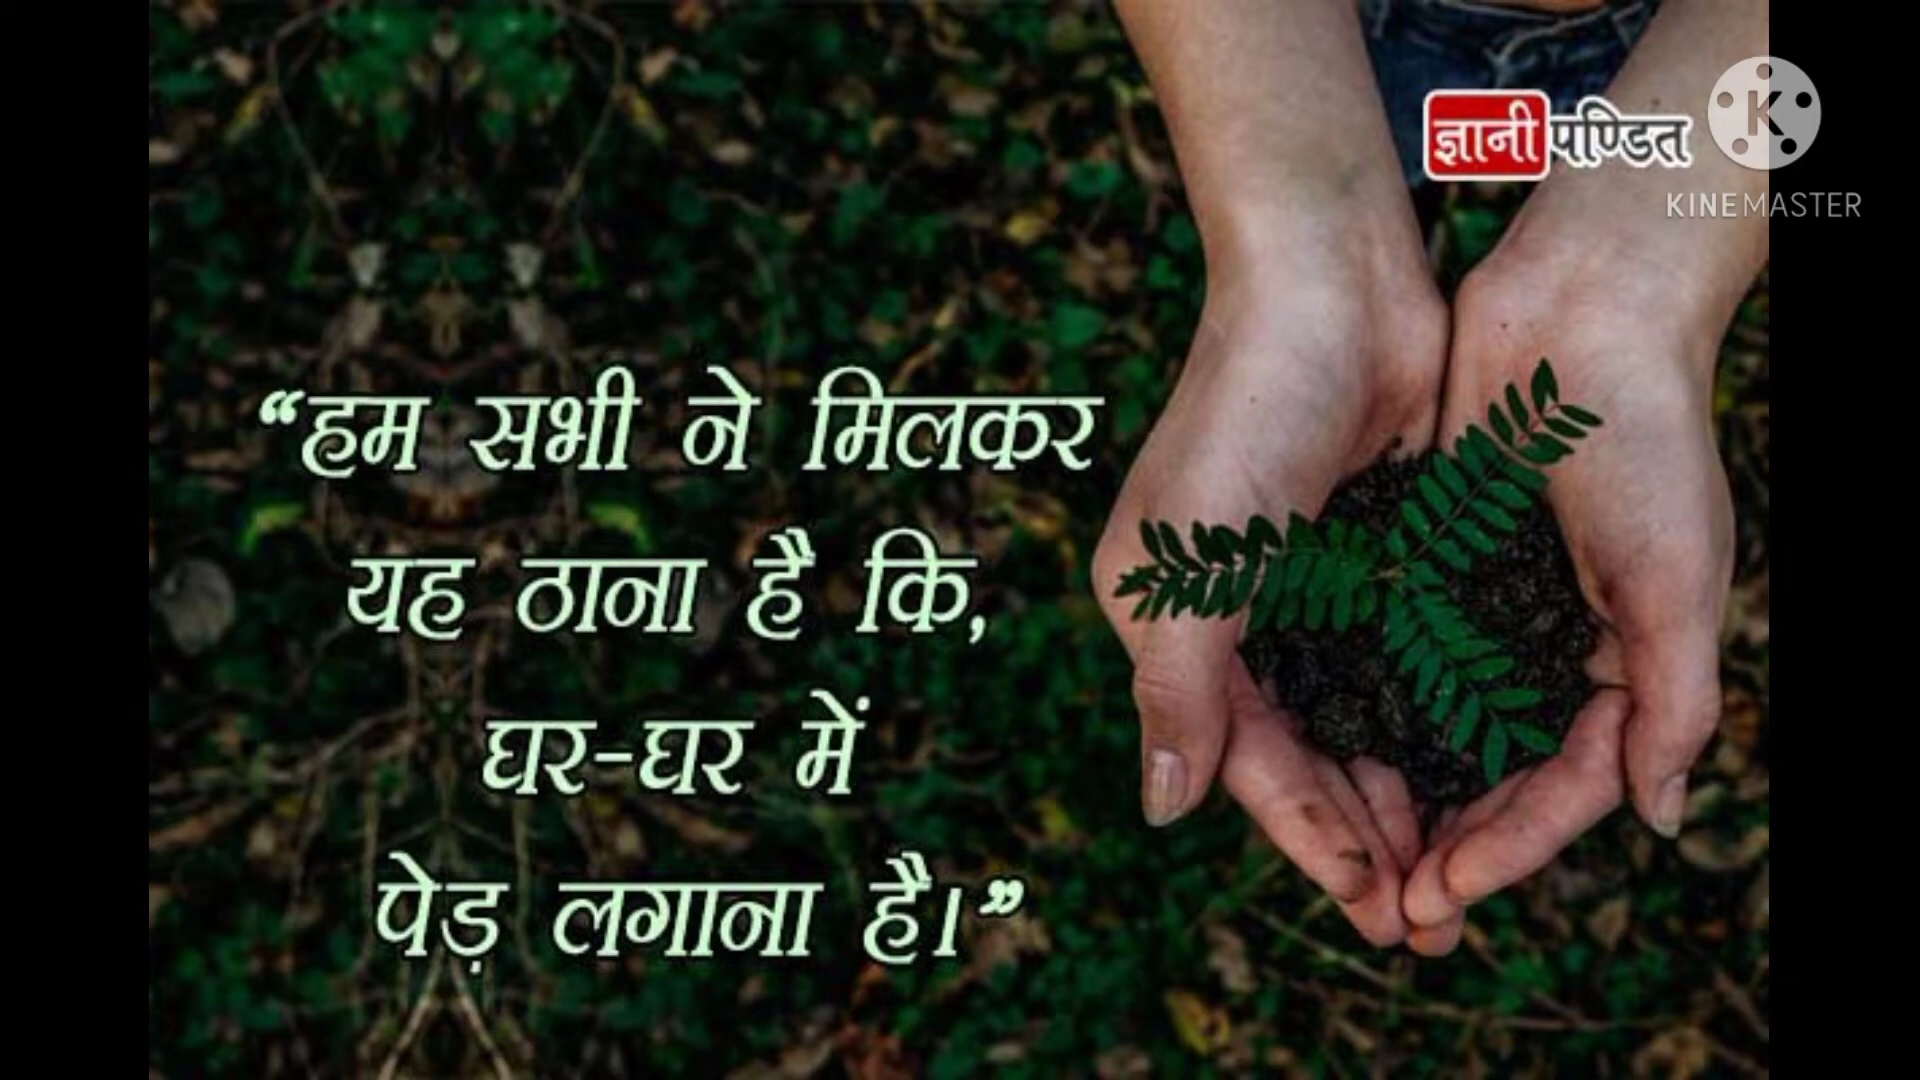 ज्ञानी पण्डित
K
KINEMASTER
“हम सभी ने मिलकर
यह ठाना है कि,
घर-घर में
पेड़ लगाना है।”